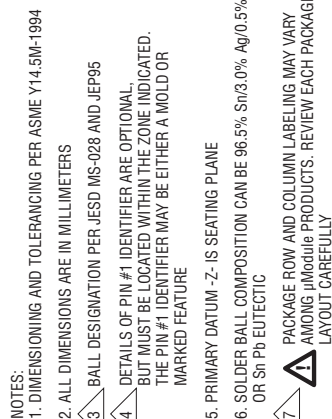 NOTES:
1. DIMENSIONING AND TOLERANCING PER ASME Y14.5M-1994
2. ALL DIMENSIONS ARE IN MILLIMETERS
3 BALL DESIGNATION PER JESD MS-028 AND JEP95
4 DETAILS OF PIN #1 IDENTIFIER ARE OPTIONAL,
BUT MUST BE LOCATED WITHIN THE ZONE INDICATED.
THE PIN #1 IDENTIFIER MAY BE EITHER A MOLD OR
MARKED FEATURE
5. PRIMARY DATUM -Z- IS SEATING PLANE
6. SOLDER BALL COMPOSITION CAN BE 96.5% Sn/3.0% Ag/0.5%
OR Sn Pb EUTECTIC
7 ! PACKAGE ROW AND COLUMN LABELING MAY VARY
AMONG µModule PRODUCTS. REVIEW EACH PACKAGE
LAYOUT CAREFULLY